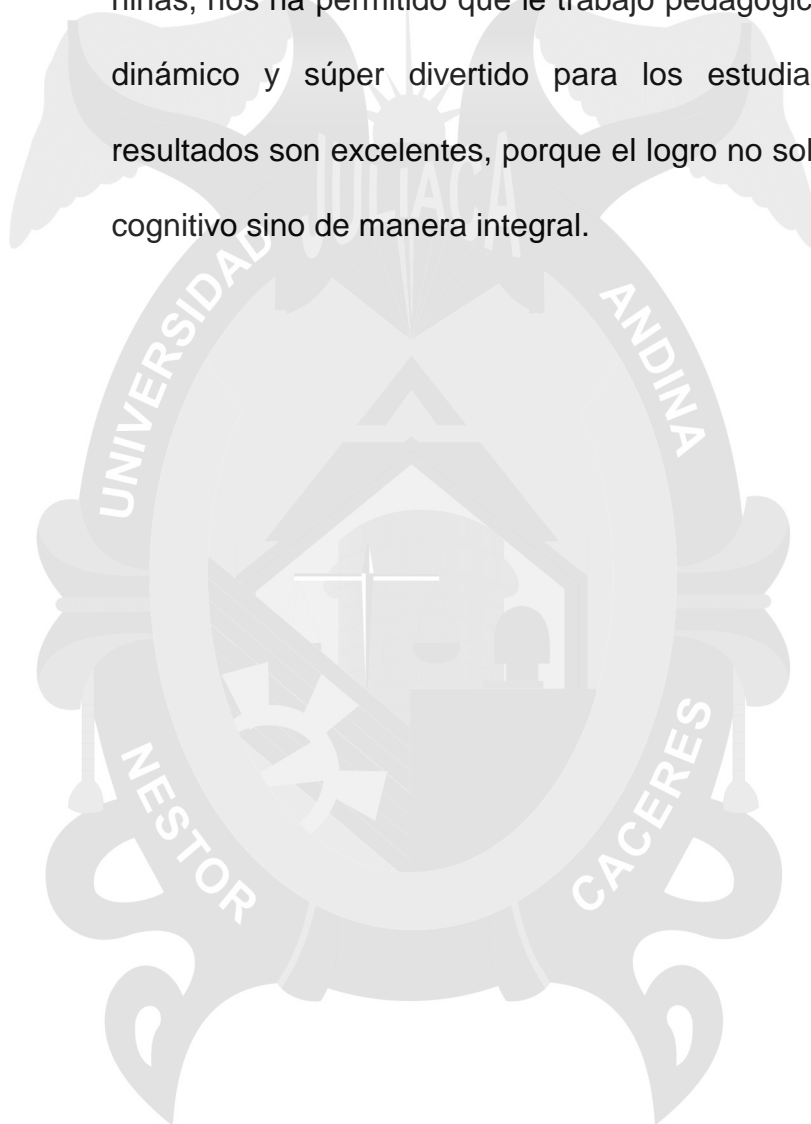 niñas, nos ha permitido que le trabajo pedagógic
dinámico y súper divertido para los estudia
resultados son excelentes, porque el logro no sol
cognitivo sino de manera integral.
JULIACA
UNIVERSIDAD
ANDINA
NESTOR
CACERES